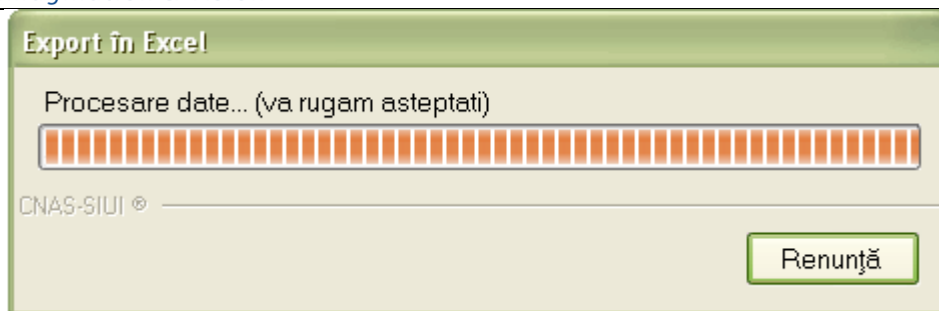 Export în Excel
Procesare date... (va rugam asteptati)
CNAS-SIUI ®
Renunţă